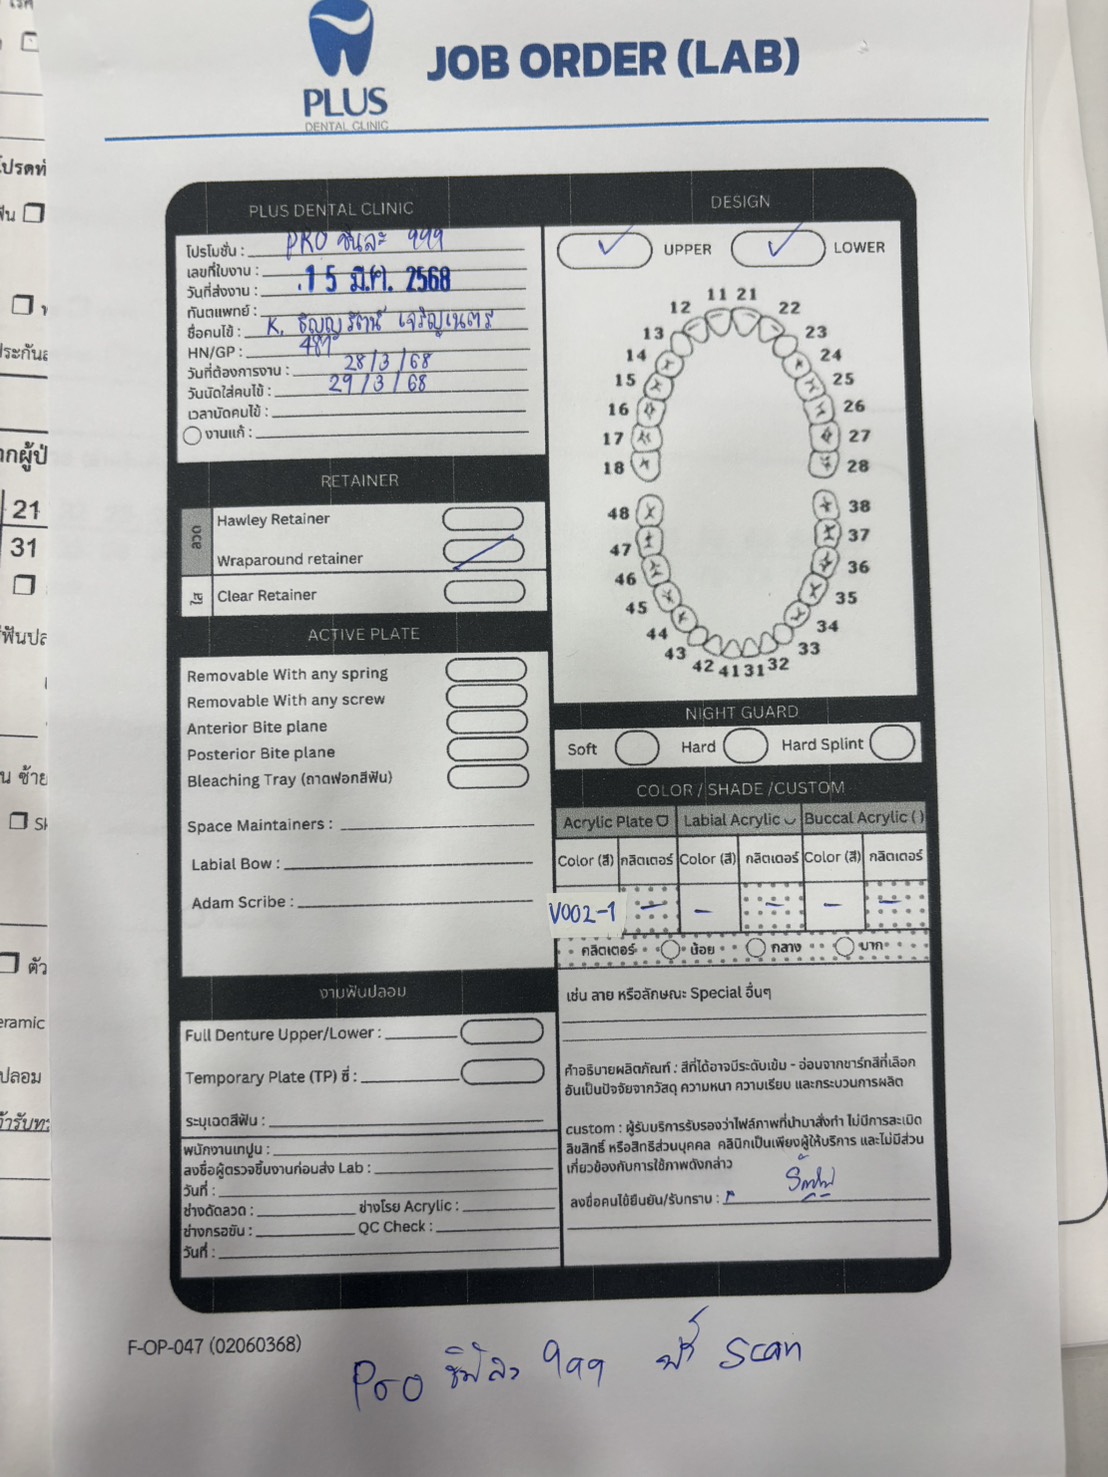 PLUS
DENTAL CLINIC
JOB ORDER (LAB)
PLUS DENTAL CLINIC
โปรโมชั่น : PRO ชิ้นละ 999
เลขที่ใบงาน :
วันที่ส่งงาน : 15 มี.ค. 2568
ทันตแพทย์ :
ชื่อคนไข้ : K. ธัญญรัตน์ เจริญเนตร
HN/GP : 489
วันที่ต้องการงาน : 28/3/68
วันนัดใส่คนไข้ : 29/3/68
เวลานัดคนไข้ :
งานแก้ :
DESIGN
UPPER
LOWER
11 21
12 22
13 23
14 24
15 25
16 26
17 27
18 28
48 38
47 37
46 36
45 35
44 34
43 33
42 41 31 32
RETAINER
ลวด
Hawley Retainer
Wraparound retainer
ใส
Clear Retainer
ACTIVE PLATE
Removable With any spring
Removable With any screw
Anterior Bite plane
Posterior Bite plane
Bleaching Tray (ถาดฟอกสีฟัน)
Space Maintainers :
Labial Bow :
Adam Scribe :
NIGHT GUARD
Soft Hard Hard Splint
COLOR / SHADE /CUSTOM
Acrylic Plate Labial Acrylic Buccal Acrylic ( )
Color (สี) กลิตเตอร์ Color (สี) กลิตเตอร์ Color (สี) กลิตเตอร์
V002-1 - - - - -
กลิตเตอร์ น้อย กลาง มาก
เช่น ลาย หรือลักษณะ Special อื่นๆ
คำอธิบายผลิตภัณฑ์ : สีที่ได้อาจมีระดับเข้ม - อ่อนจากชาร์ทสีที่เลือก
อันเป็นปัจจัยจากวัสดุ ความหนา ความเรียบ และกระบวนการผลิต
custom : ผู้รับบริการรับรองว่าไฟล์ภาพที่นำมาสั่งทำ ไม่มีการละเมิด
ลิขสิทธิ์ หรือสิทธิส่วนบุคคล คลินิกเป็นเพียงผู้ให้บริการ และไม่มีส่วน
เกี่ยวข้องกับการใช้ภาพดังกล่าว
ลงชื่อคนไข้ยืนยัน/รับทราบ :
งานฟันปลอม
Full Denture Upper/Lower :
Temporary Plate (TP) ซี่ :
ระบุเฉดสีฟัน :
พนักงานเทปูน :
ลงชื่อผู้ตรวจชิ้นงานก่อนส่ง Lab :
วันที่ :
ช่างดัดลวด : ช่างโรย Acrylic :
ช่างกรอขัน : QC Check :
วันที่ :
F-OP-047 (02060368)
Pro ชิ้นละ 999 ฟรี scan
21
31
ตัว
eramic
ปลอม